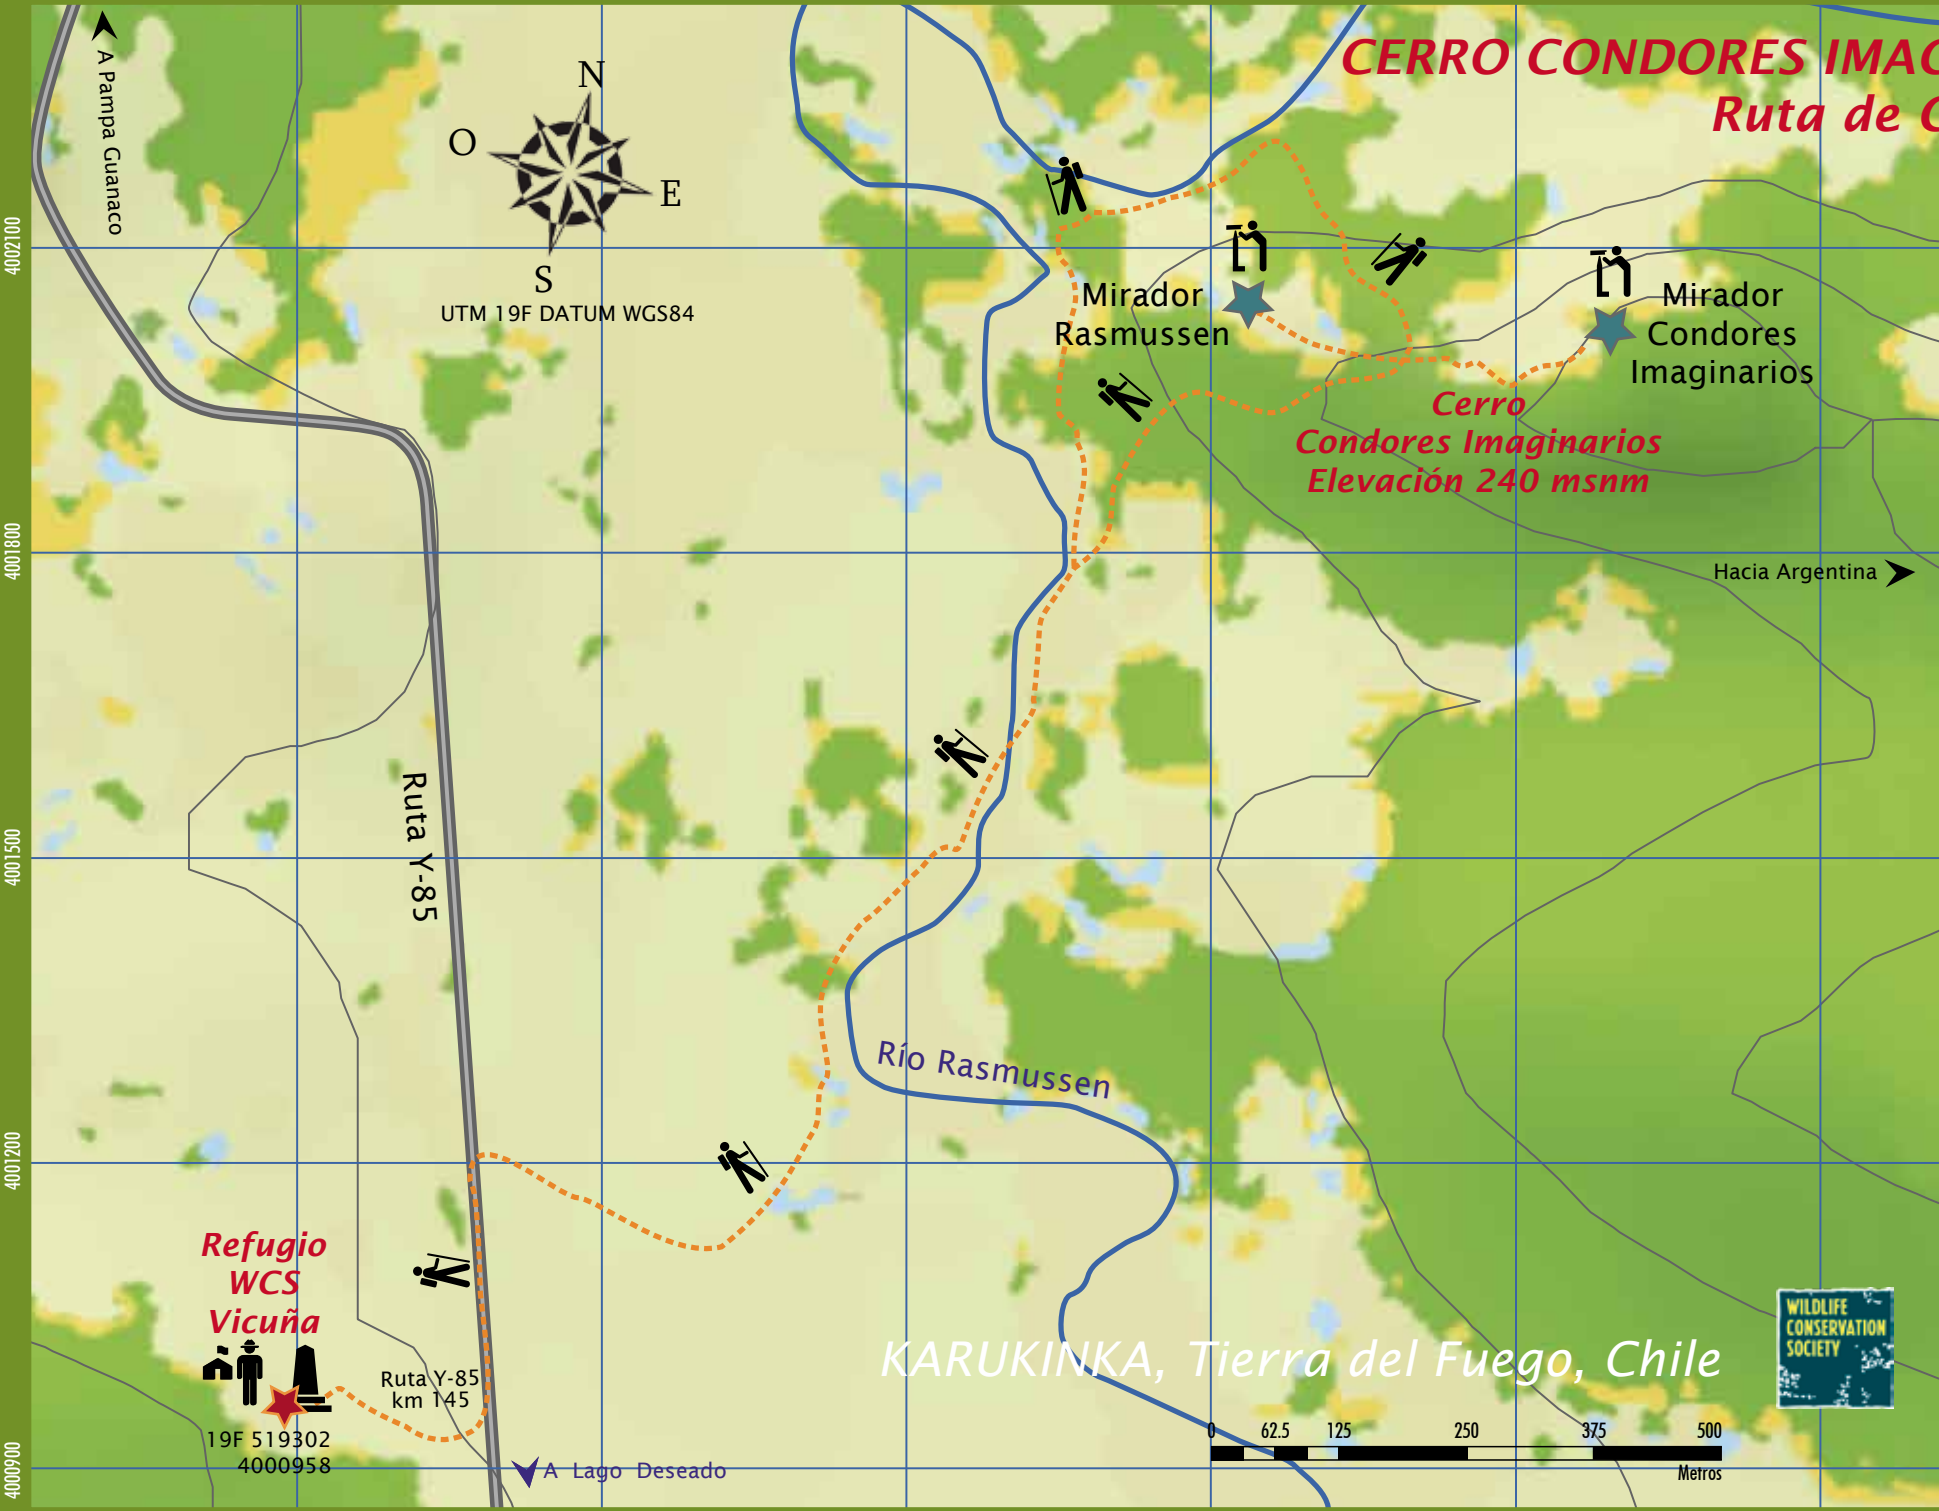 CERRO CONDORES IMAG
Ruta de C
A Pampa Guanaco
N
O
E
S
UTM 19F DATUM WGS84
4002100
Mirador
Rasmussen
Mirador
Condores
Imaginarios
Cerro
Condores Imaginarios
Elevación 240 msnm
4001800
Hacia Argentina
Ruta Y-85
4001500
Río Rasmussen
4001200
Refugio
WCS
Vicuña
Ruta Y-85
km 145
19F 519302
4000958
A Lago Deseado
4000900
KARUKINKA, Tierra del Fuego, Chile
WILDLIFE
CONSERVATION
SOCIETY
0 62.5 125 250 375 500
Metros